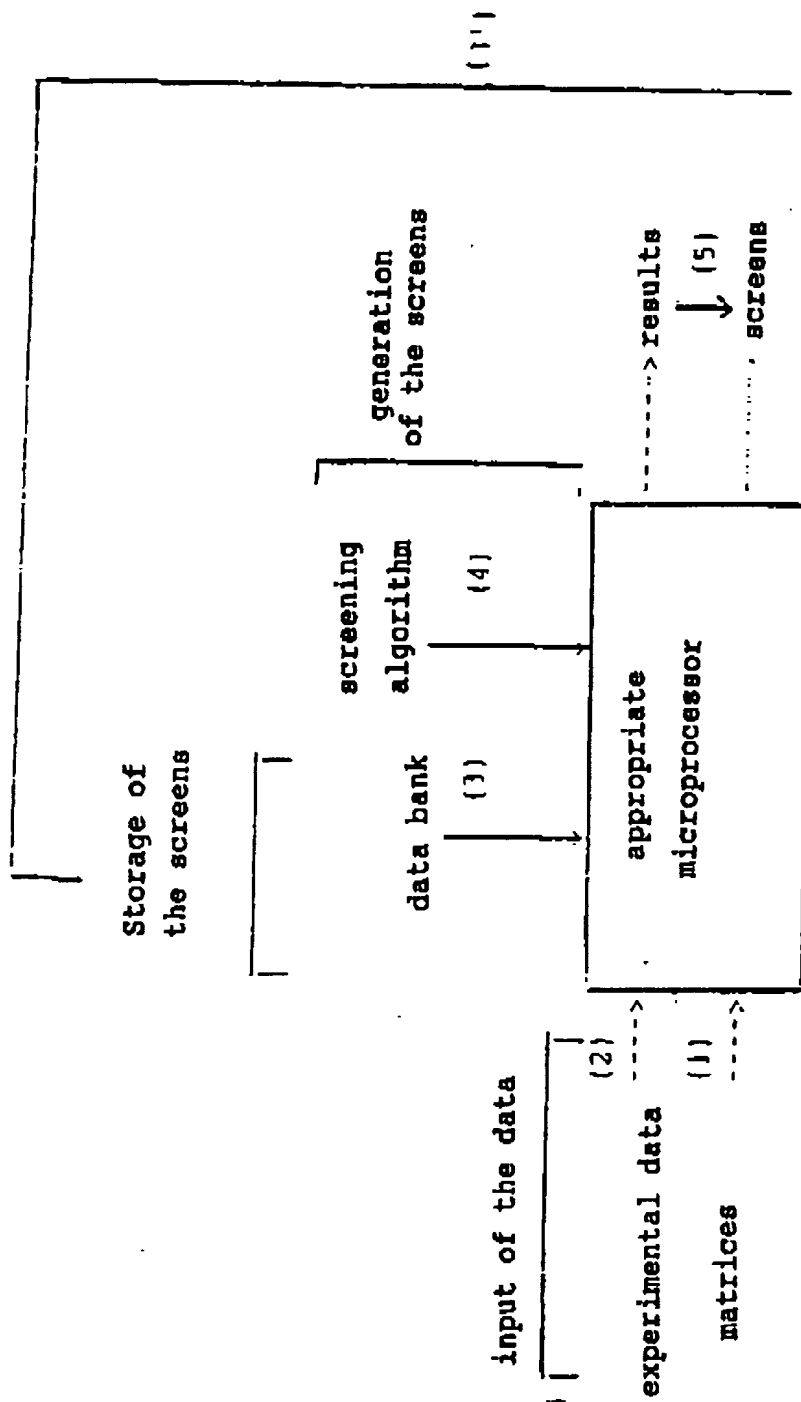 (1')
Storage of
the screens
input of the data
generation
of the screens
data bank
screening
algorithm
(3)
(4)
(2)
experimental data
(1)
matrices
appropriate
microprocessor
results
(5)
screens